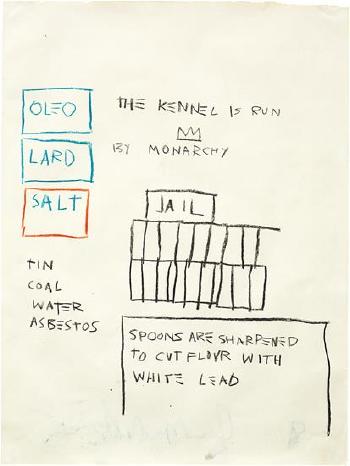 OLEO
THE KENNEL IS RUN
BY MONARCHY
LARD
SALT
JAIL
TIN
COAL
WATER
ASBESTOS
SPOONS ARE SHARPENED
TO CUT FLOUR WITH
WHITE LEAD